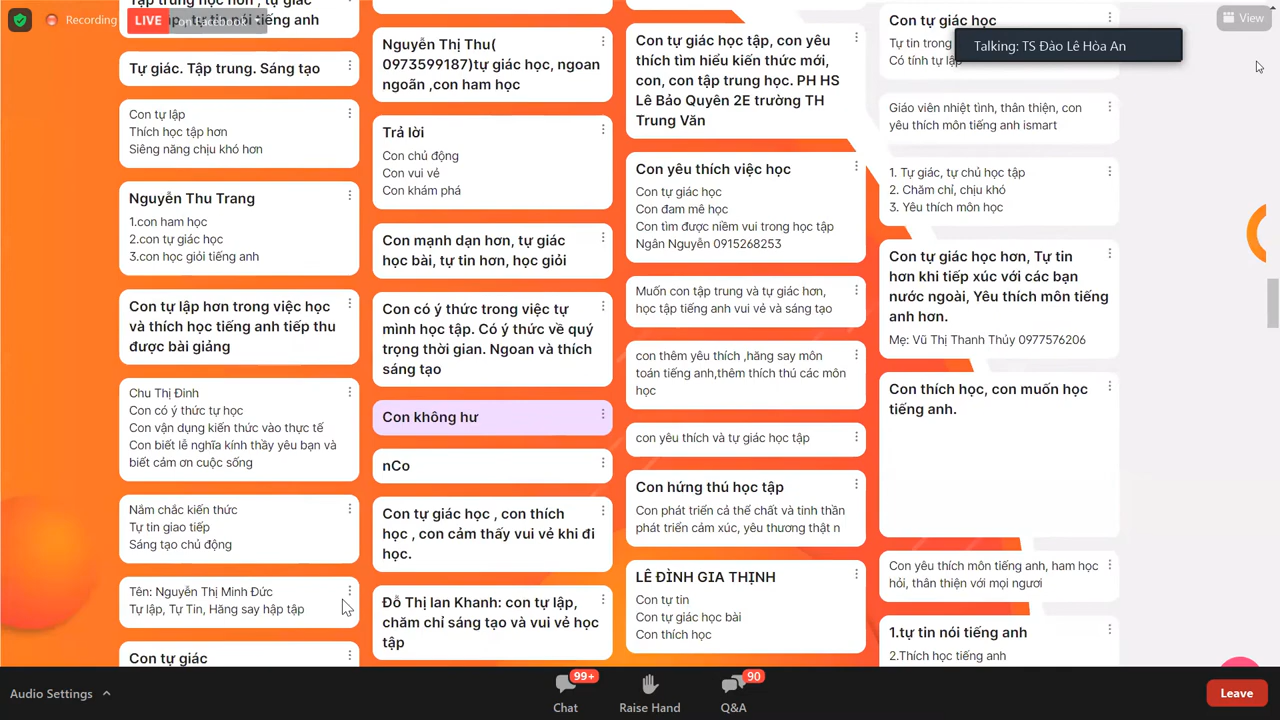 Recording
LIVE
on Facebook
View
Talking: TS Đào Lê Hòa An
Tập trung học hơn , tự giác
tiếng anh
Tự giác. Tập trung. Sáng tạo
Con tự lập
Thích học tập hơn
Siêng năng chịu khó hơn
Nguyễn Thu Trang
1.con ham học
2.con tự giác học
3.con học giỏi tiếng anh
Con tự lập hơn trong việc học
và thích học tiếng anh tiếp thu
được bài giảng
Chu Thị Đinh
Con có ý thức tự học
Con vận dụng kiến thức vào thực tế
Con biết lễ nghĩa kính thầy yêu bạn và
biết cảm ơn cuộc sống
Nắm chắc kiến thức
Tự tin giao tiếp
Sáng tạo chủ động
Tên: Nguyễn Thị Minh Đức
Tự lập, Tự Tin, Hăng say hập tập
Con tự giác
Nguyễn Thị Thu(
0973599187)tự giác học, ngoan
ngoãn ,con ham học
Trả lời
Con chủ động
Con vui vẻ
Con khám phá
Con mạnh dạn hơn, tự giác
học bài, tự tin hơn, học giỏi
Con có ý thức trong việc tự
mình học tập. Có ý thức về quý
trọng thời gian. Ngoan và thích
sáng tạo
Con không hư
nCo
Con tự giác học , con thích
học , con cảm thấy vui vẻ khi đi
học.
Đỗ Thị lan Khanh: con tự lập,
chăm chỉ sáng tạo và vui vẻ học
tập
Con tự giác học tập, con yêu
thích tìm hiểu kiến thức mới,
con, con tập trung học. PH HS
Lê Bảo Quyên 2E trường TH
Trung Văn
Con yêu thích việc học
Con tự giác học
Con đam mê học
Con tìm được niềm vui trong học tập
Ngân Nguyễn 0915268253
Muốn con tập trung và tự giác hơn,
học tập tiếng anh vui vẻ và sáng tạo
con thêm yêu thích ,hăng say môn
toán tiếng anh,thêm thích thú các môn
học
con yêu thích và tự giác học tập
Con hứng thú học tập
Con phát triển cả thể chất và tinh thần
phát triển cảm xúc, yêu thương thật n
LÊ ĐÌNH GIA THỊNH
Con tự tin
Con tự giác học bài
Con thích học
Con tự giác học
Tự tin trong
Có tính tự lập
Giáo viên nhiệt tình, thân thiện, con
yêu thích môn tiếng anh ismart
1. Tự giác, tự chủ học tập
2. Chăm chỉ, chịu khó
3. Yêu thích môn học
Con tự giác học hơn, Tự tin
hơn khi tiếp xúc với các bạn
nước ngoài, Yêu thích môn tiếng
anh hơn.
Mẹ: Vũ Thị Thanh Thủy 0977576206
Con thích học, con muốn học
tiếng anh.
Con yêu thích môn tiếng anh, ham học
hỏi, thân thiện với mọi ngươi
1.tự tin nói tiếng anh
2.Thích học tiếng anh
Audio Settings
99+
Chat
Raise Hand
90
Q&A
Leave